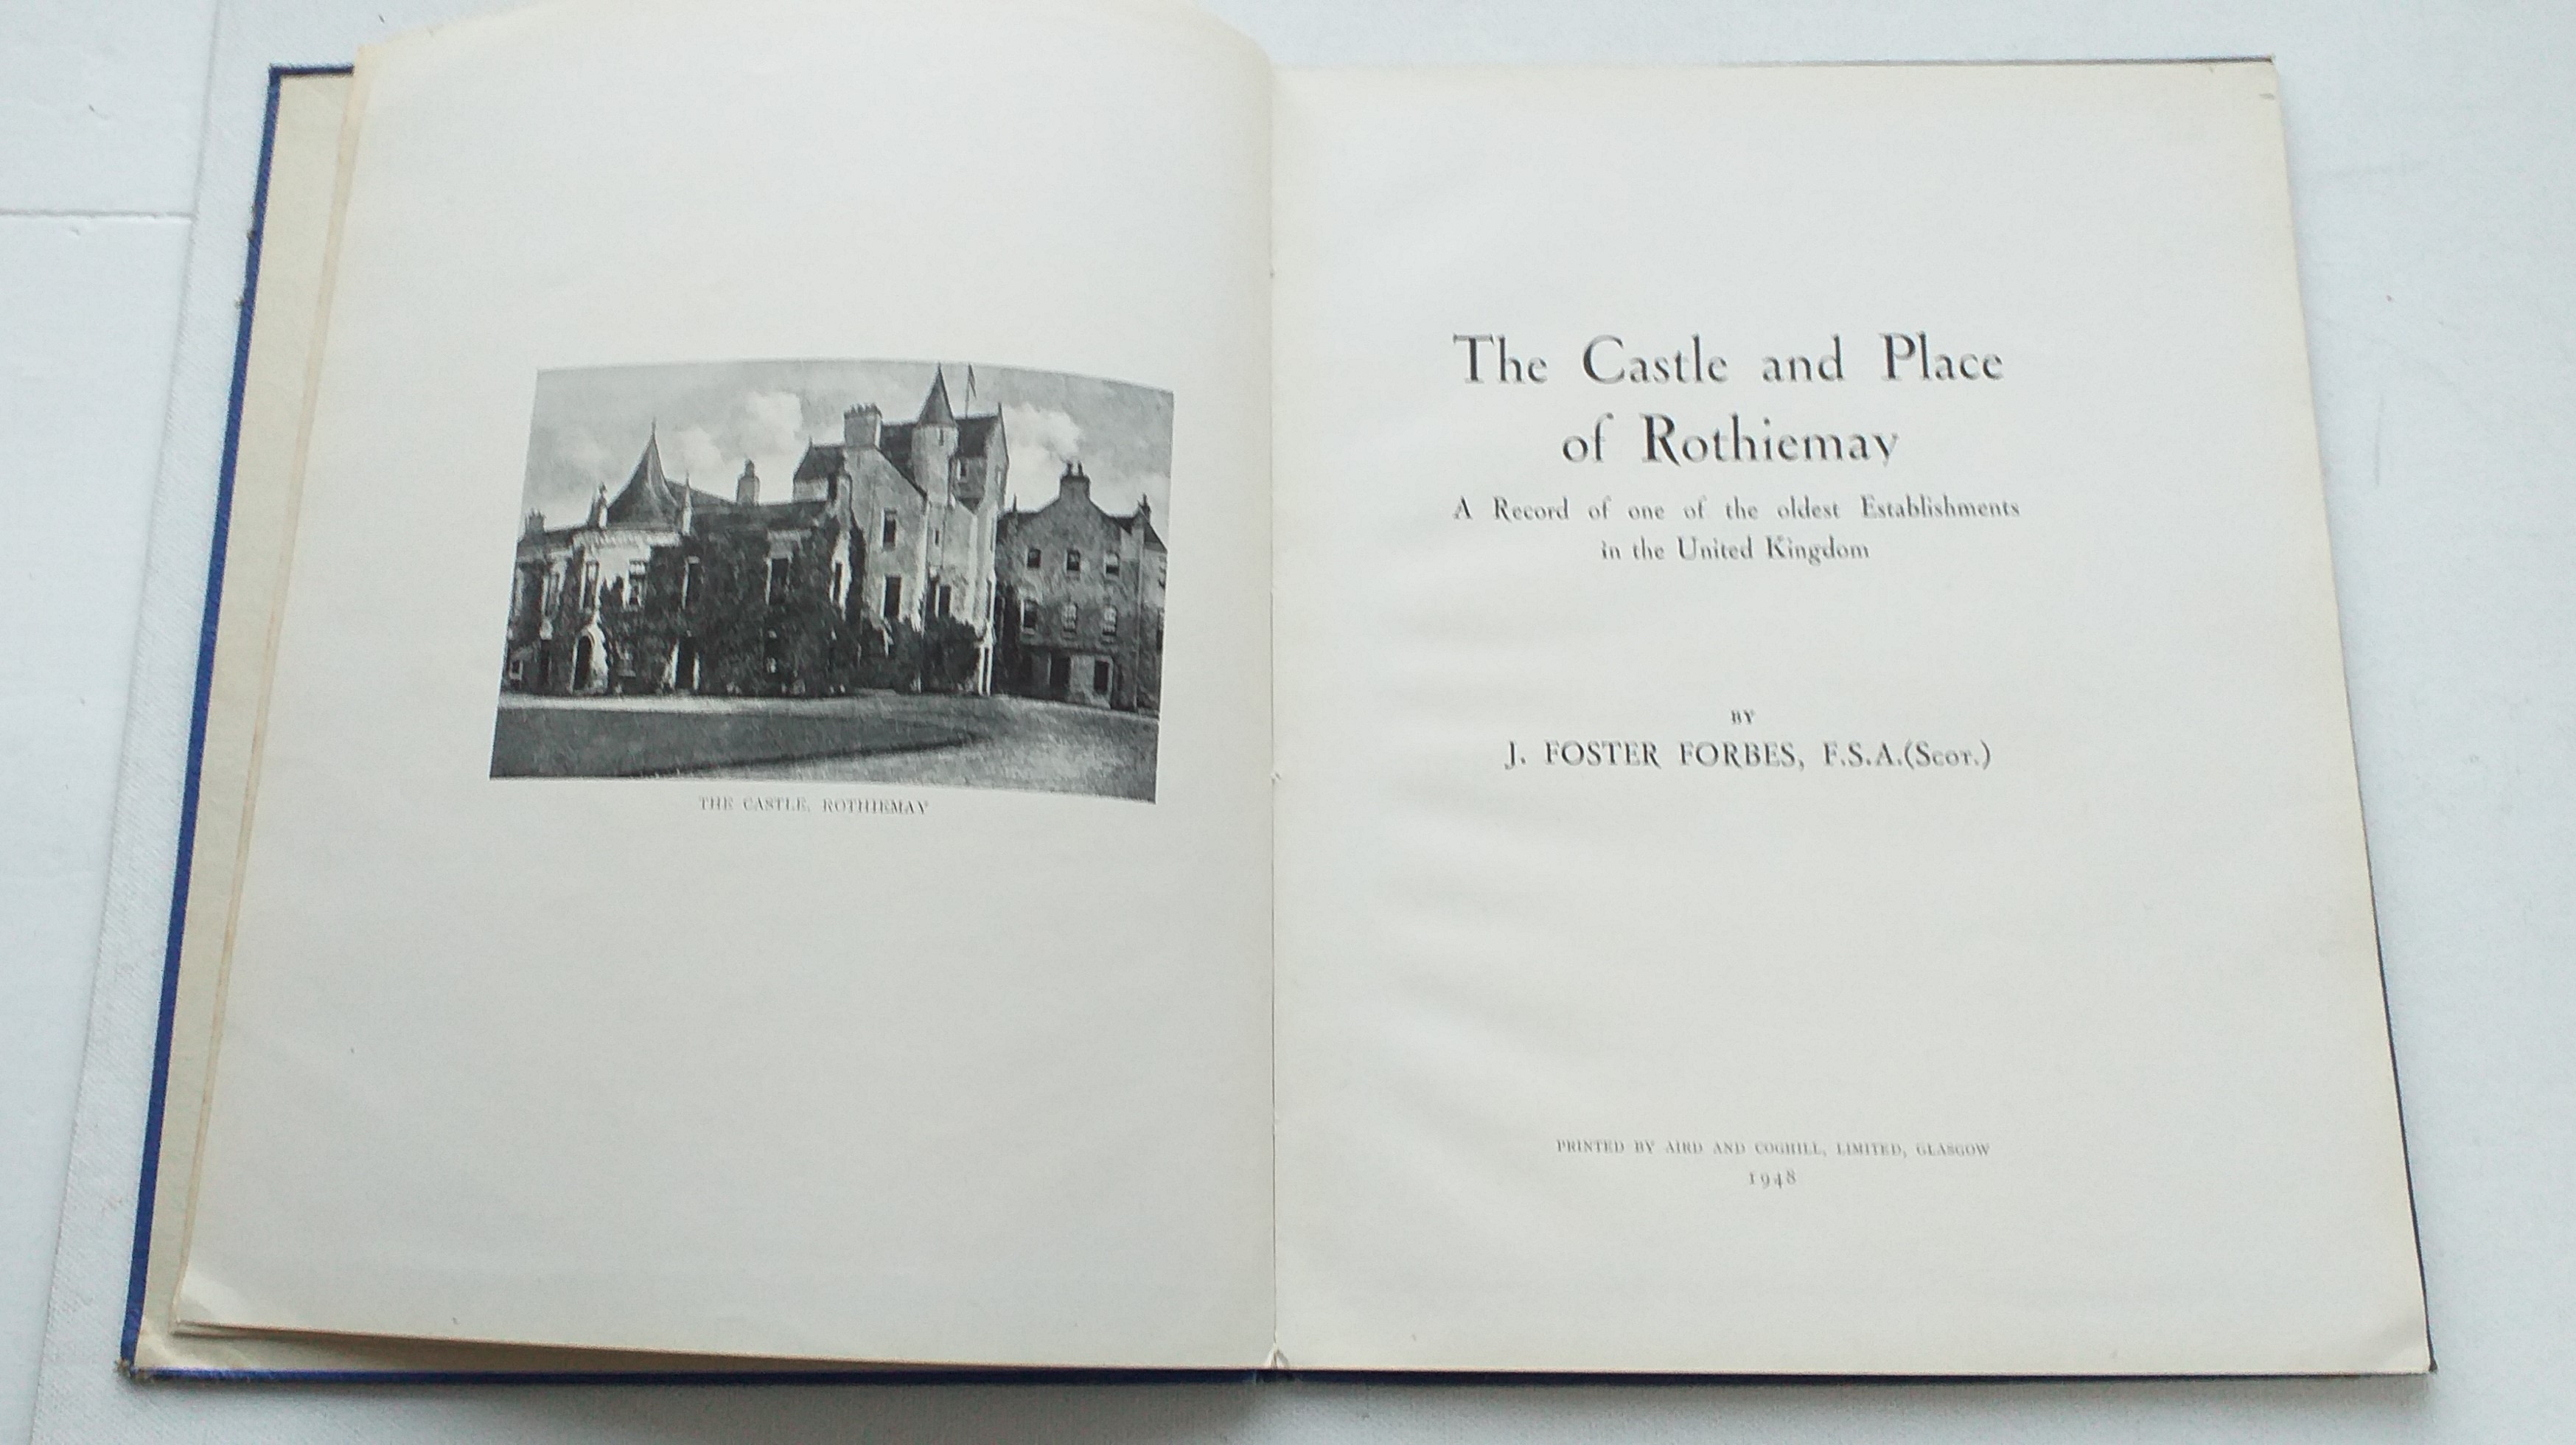 THE CASTLE, ROTHIEMAY
The Castle and Place
of Rothiemay
A Record of one of the oldest Establishments
in the United Kingdom
BY
J. FOSTER FORBES, F.S.A.(Scot.)
PRINTED BY AIRD AND COGHILL, LIMITED, GLASGOW
1948